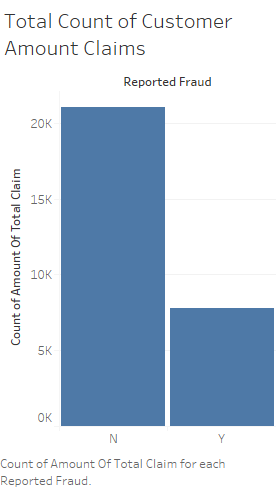 Total Count of Customer
Amount Claims
Reported Fraud
Count of Amount Of Total Claim
20K
15K
10K
5K
0K
N
Y
Count of Amount Of Total Claim for each
Reported Fraud.